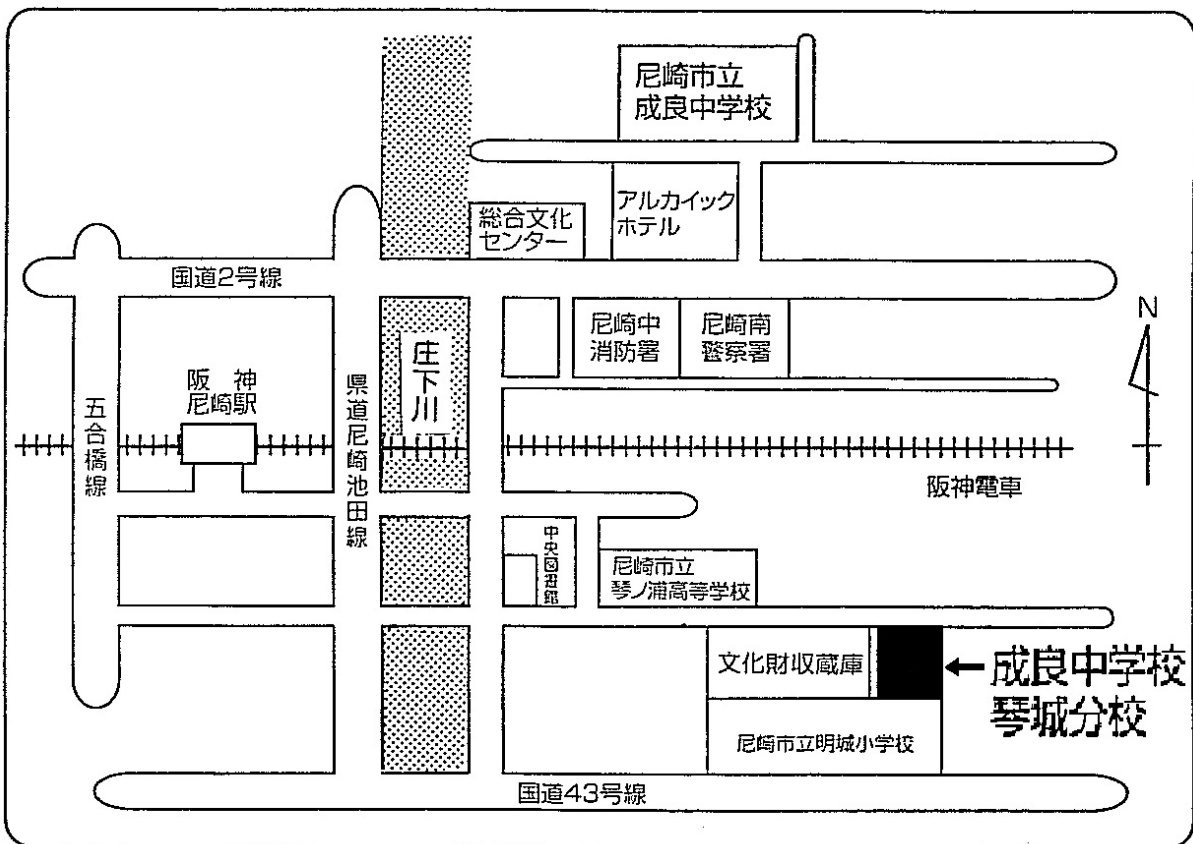 尼崎市立
成良中学校
アルカイック
ホテル
総合文化
センター
国道2号線
尼崎中
消防署
尼崎南
警察署
N
庄下川
阪神
尼崎駅
県道尼崎池田線
五合橋線
阪神電車
中央図書館
尼崎市立
琴ノ浦高等学校
文化財収蔵庫
成良中学校
琴城分校
尼崎市立明城小学校
国道43号線